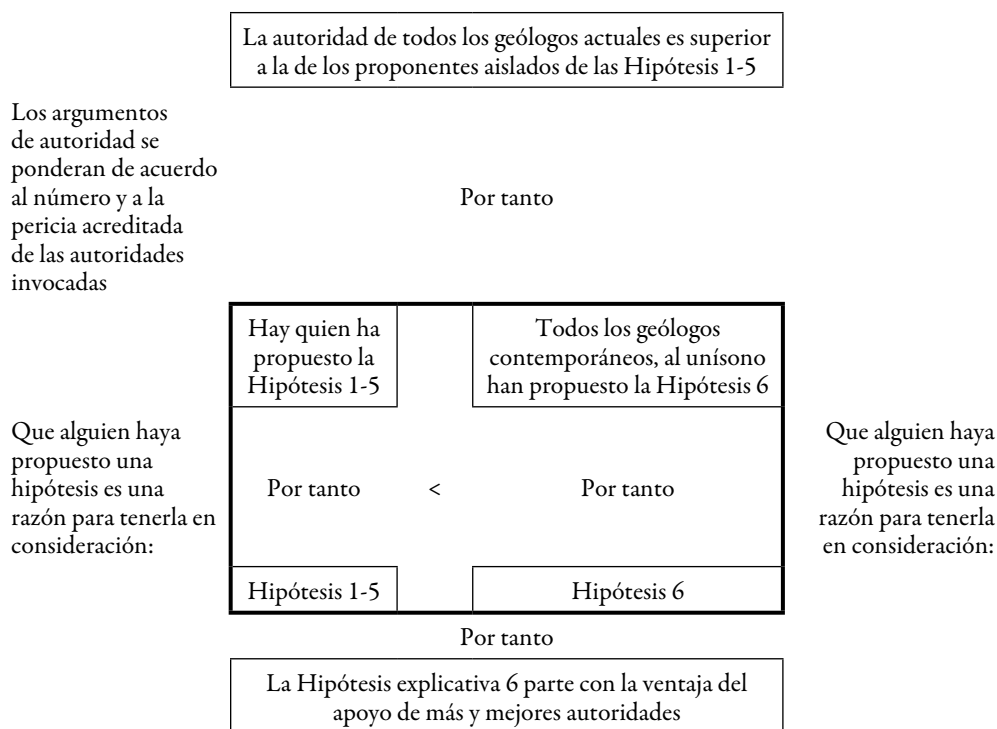 La autoridad de todos los geólogos actuales es superior
a la de los proponentes aislados de las Hipótesis 1-5
Los argumentos
de autoridad se
ponderan de acuerdo
al número y a la
pericia acreditada
de las autoridades
invocadas
Por tanto
Hay quien ha
propuesto la
Hipótesis 1-5
Todos los geólogos
contemporáneos, al unísono
han propuesto la Hipótesis 6
Que alguien haya
propuesto una
hipótesis es una
razón para tenerla
en consideración:
Por tanto
<
Por tanto
Que alguien haya
propuesto una
hipótesis es una
razón para tenerla
en consideración:
Hipótesis 1-5
Hipótesis 6
Por tanto
La Hipótesis explicativa 6 parte con la ventaja del
apoyo de más y mejores autoridades